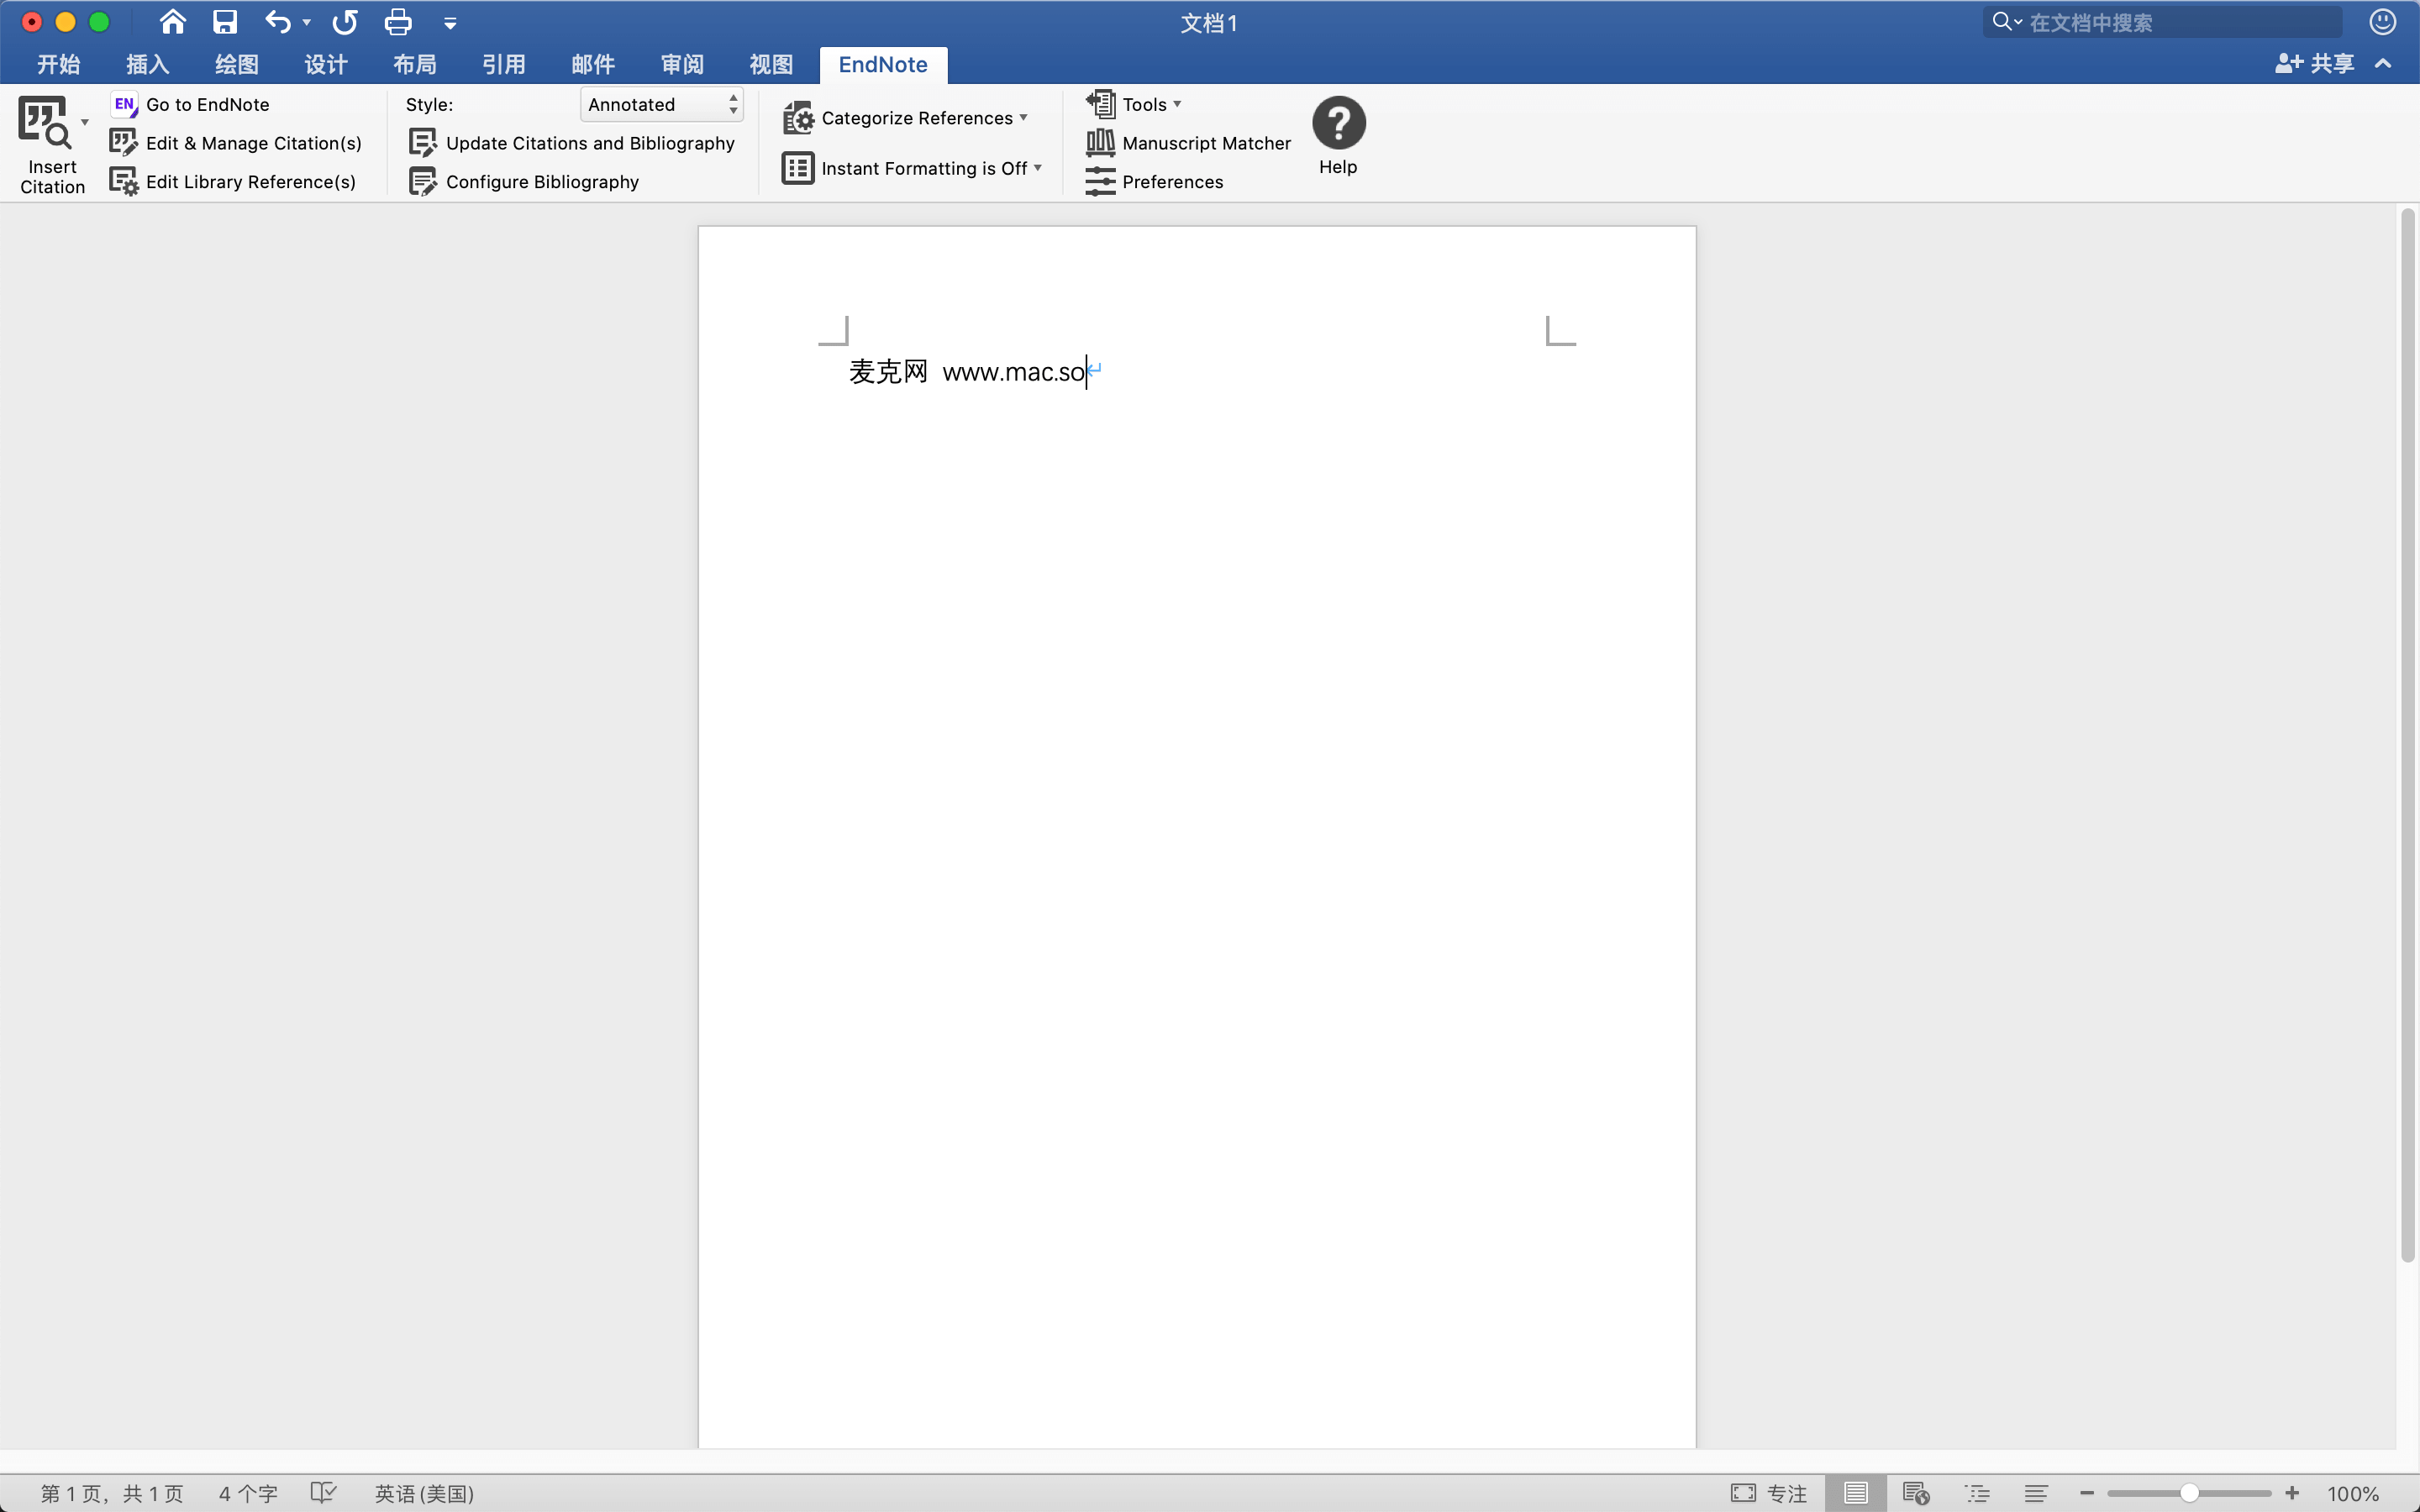 文档1
在文档中搜索
开始 插入 绘图 设计 布局 引用 邮件 审阅 视图 EndNote 共享
Insert Citation
EN Go to EndNote
Edit & Manage Citation(s)
Edit Library Reference(s)
Style: Annotated
Update Citations and Bibliography
Configure Bibliography
Categorize References
Instant Formatting is Off
Tools
Manuscript Matcher
Preferences
Help
麦克网 www.mac.so
第 1 页，共 1 页 4 个字 英语(美国) 专注 100%